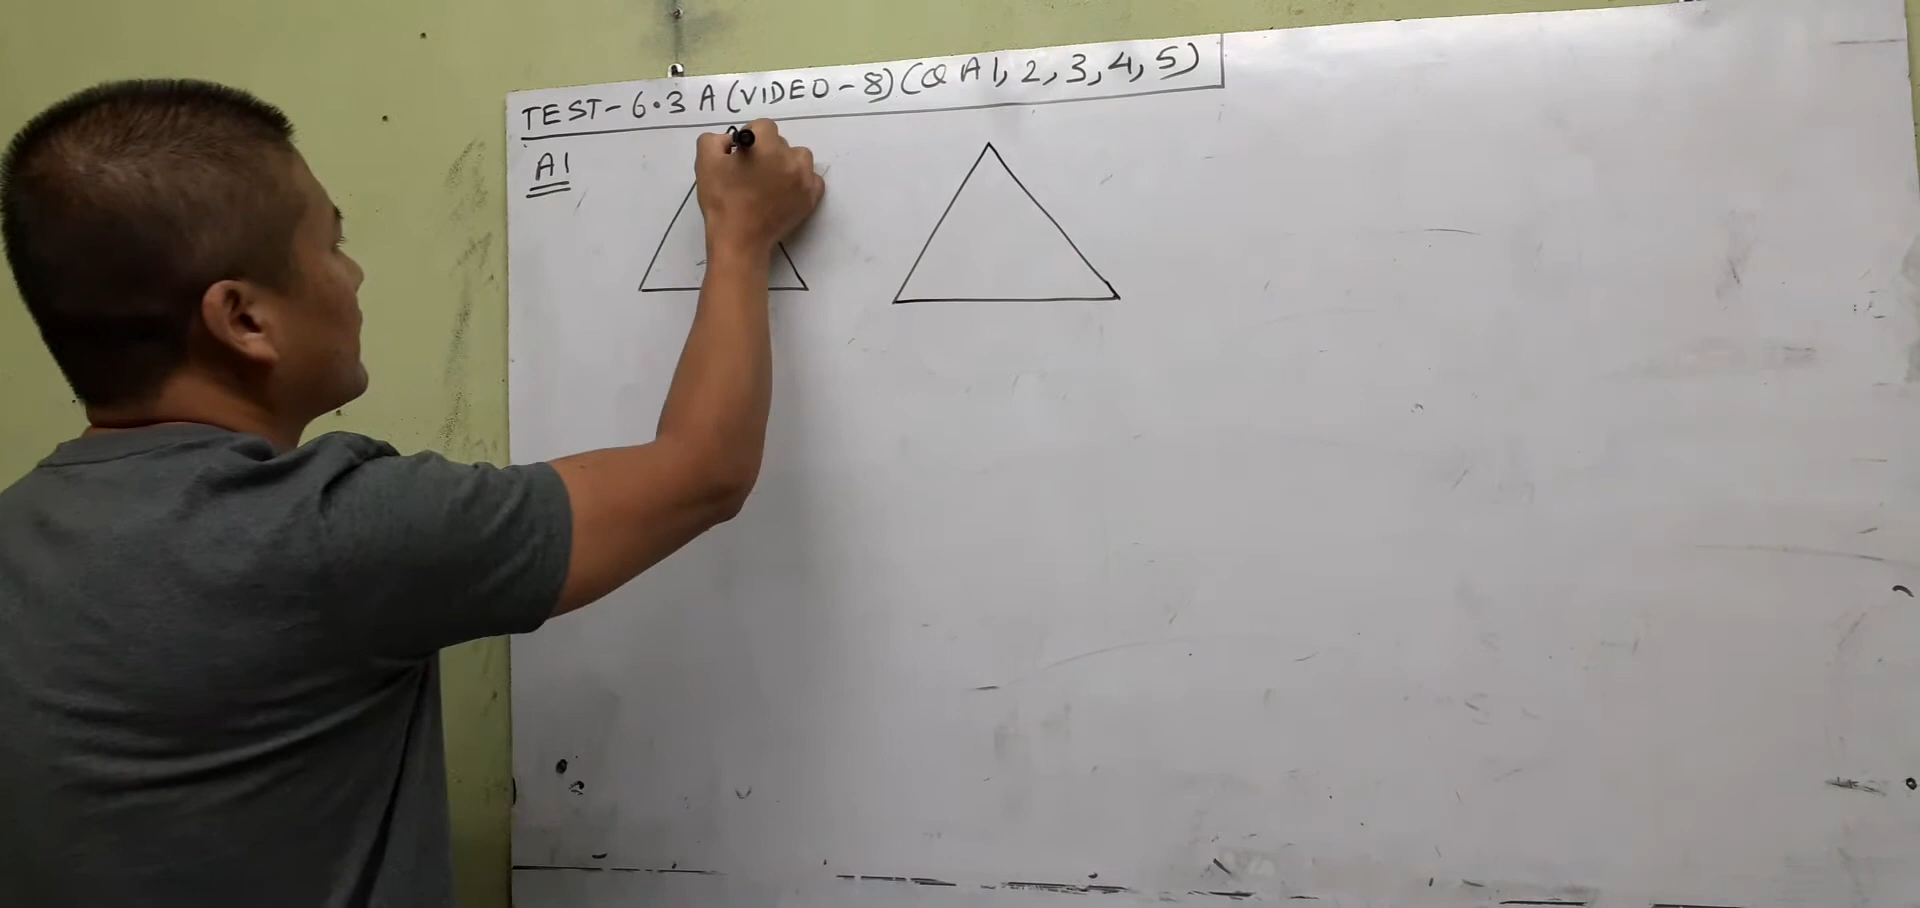 TEST-6.3 A (VIDEO-8) (Q A1, 2, 3, 4, 5)
A1